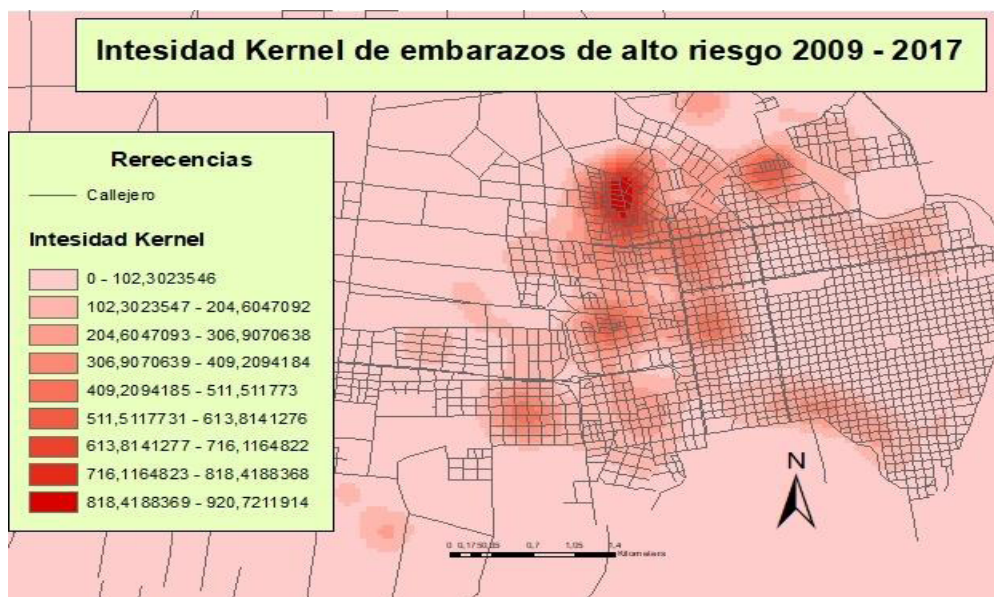 Intesidad Kernel de embarazos de alto riesgo 2009 - 2017
Rerecencias
Callejero
Intesidad Kernel
0 - 102,3023546
102,3023547 - 204,6047092
204,6047093 - 306,9070638
306,9070639 - 409,2094184
409,2094185 - 511,511773
511,5117731 - 613,8141276
613,8141277 - 716,1164822
716,1164823 - 818,4188368
818,4188369 - 920,7211914
N
0 0,7 1,05 1,4
Kilometers